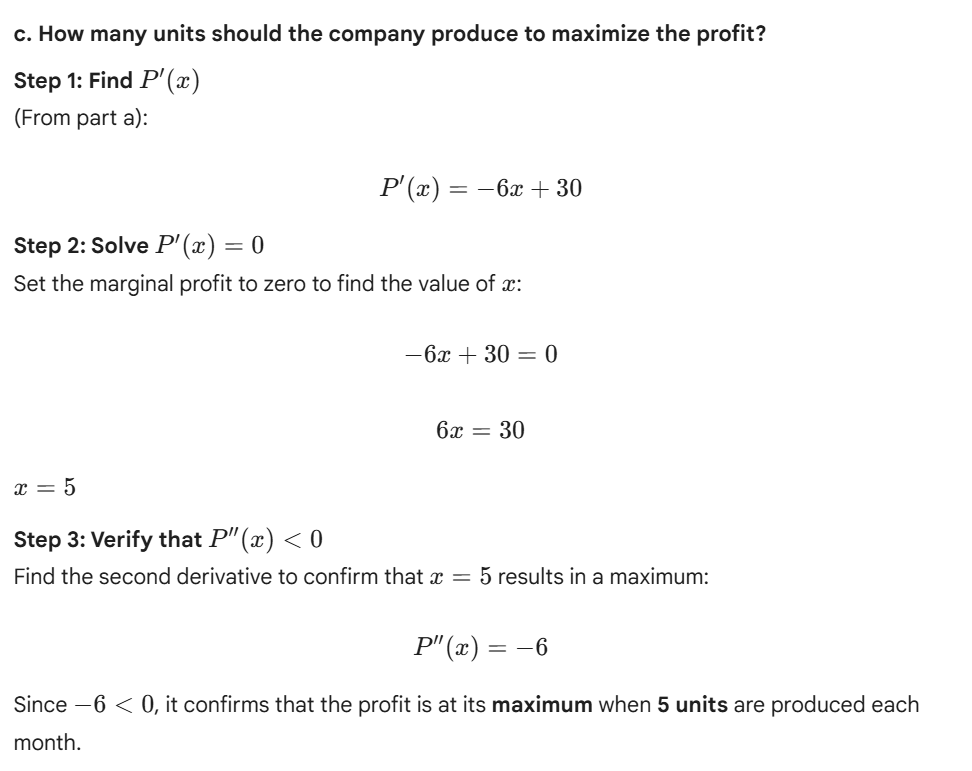 c. How many units should the company produce to maximize the profit?
Step 1: Find P′(x)
(From part a):
P′(x) = −6x + 30
Step 2: Solve P′(x) = 0
Set the marginal profit to zero to find the value of x:
−6x + 30 = 0
6x = 30
x = 5
Step 3: Verify that P′′(x) < 0
Find the second derivative to confirm that x = 5 results in a maximum:
P′′(x) = −6
Since −6 < 0, it confirms that the profit is at its maximum when 5 units are produced each
month.